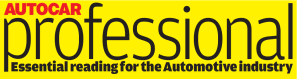 AUTOCAR
professional
Essential reading for the Automotive industry